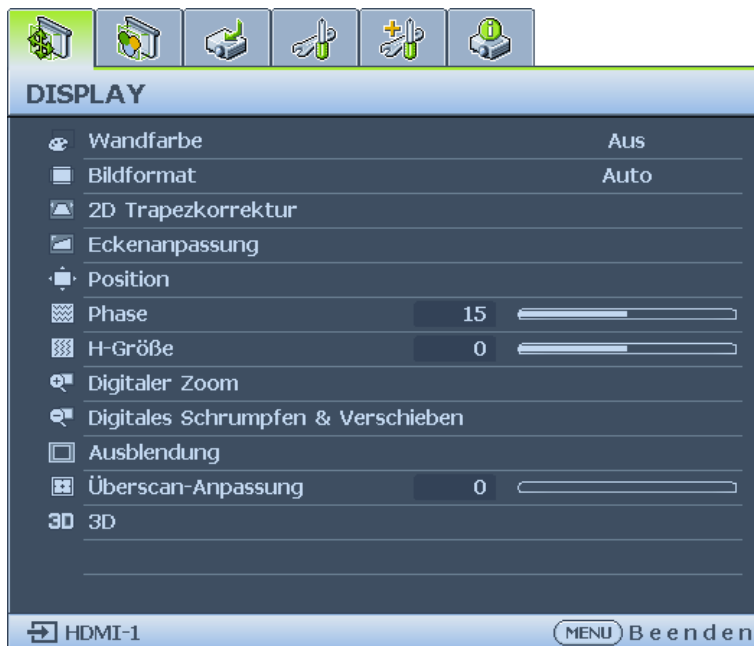 DISPLAY
Wandfarbe Aus
Bildformat Auto
2D Trapezkorrektur
Eckenanpassung
Position
Phase 15
H-Größe 0
Digitaler Zoom
Digitales Schrumpfen & Verschieben
Ausblendung
Überscan-Anpassung 0
3D 3D
HDMI-1 MENU Beenden